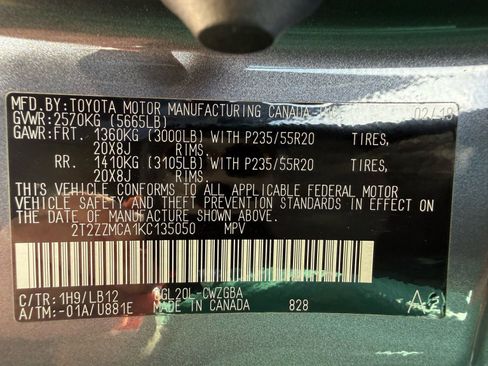 MFD.BY:TOYOTA MOTOR MANUFACTURING CANADA
GVWR:2570KG (5665LB)
GAWR:FRT. 1360KG (3000LB) WITH P235/55R20 TIRES,
20X8J RIMS.
RR. 1410KG (3105LB) WITH P235/55R20 TIRES,
20X8J RIMS.
THIS VEHICLE CONFORMS TO ALL APPLICABLE FEDERAL MOTOR
VEHICLE SAFETY AND THEFT PREVENTION STANDARDS IN EFFECT
ON THE DATE OF MANUFACTURE SHOWN ABOVE.
2T2ZZMCA1KC135050 MPV
C/TR: 1H9/LB12 GGL20L-CWZGBA
A/TM:-01A/U881E MADE IN CANADA 828